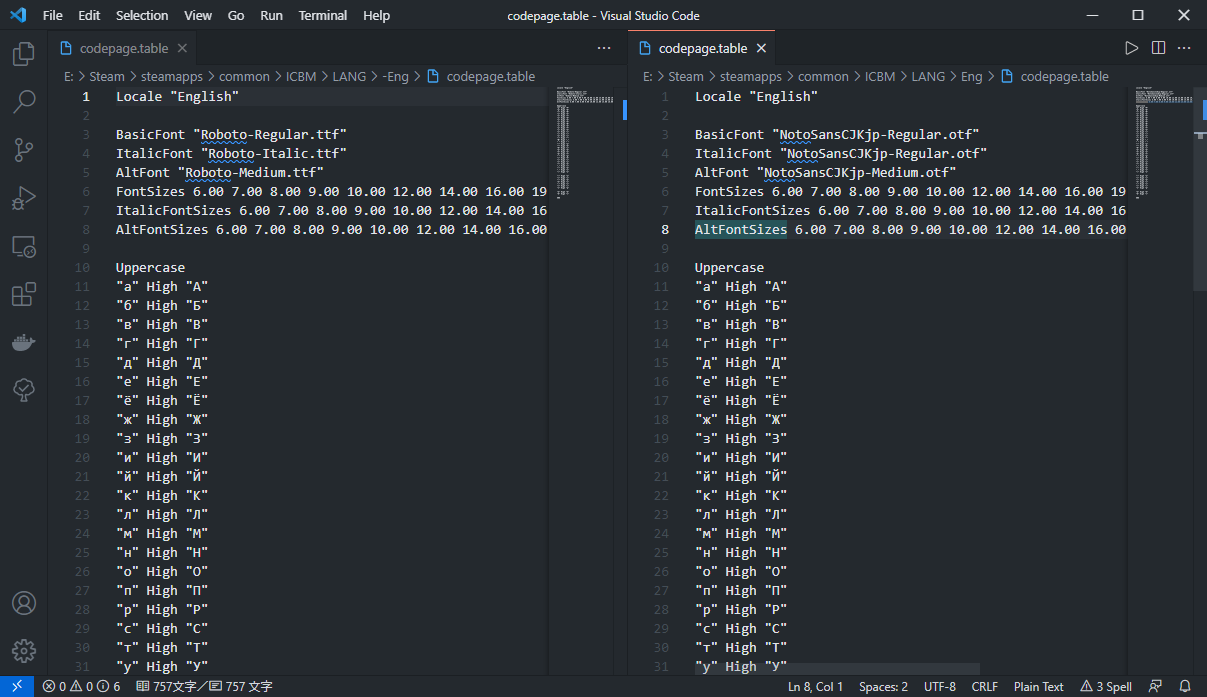 File Edit Selection View Go Run Terminal Help
codepage.table - Visual Studio Code
codepage.table
E: > Steam > steamapps > common > ICBM > LANG > -Eng > codepage.table
1 Locale "English"
2
3 BasicFont "Roboto-Regular.ttf"
4 ItalicFont "Roboto-Italic.ttf"
5 AltFont "Roboto-Medium.ttf"
6 FontSizes 6.00 7.00 8.00 9.00 10.00 12.00 14.00 16.00 19
7 ItalicFontSizes 6.00 7.00 8.00 9.00 10.00 12.00 14.00 16
8 AltFontSizes 6.00 7.00 8.00 9.00 10.00 12.00 14.00 16.00
9
10 Uppercase
11 "а" High "А"
12 "б" High "Б"
13 "в" High "В"
14 "г" High "Г"
15 "д" High "Д"
16 "е" High "Е"
17 "ё" High "Ё"
18 "ж" High "Ж"
19 "з" High "З"
20 "и" High "И"
21 "й" High "Й"
22 "к" High "К"
23 "л" High "Л"
24 "м" High "М"
25 "н" High "Н"
26 "о" High "О"
27 "п" High "П"
28 "р" High "Р"
29 "с" High "С"
30 "т" High "Т"
31 "у" High "У"
codepage.table
E: > Steam > steamapps > common > ICBM > LANG > Eng > codepage.table
1 Locale "English"
2
3 BasicFont "NotoSansCJKjp-Regular.otf"
4 ItalicFont "NotoSansCJKjp-Regular.otf"
5 AltFont "NotoSansCJKjp-Medium.otf"
6 FontSizes 6.00 7.00 8.00 9.00 10.00 12.00 14.00 16.00 19
7 ItalicFontSizes 6.00 7.00 8.00 9.00 10.00 12.00 14.00 16
8 AltFontSizes 6.00 7.00 8.00 9.00 10.00 12.00 14.00 16.00
9
10 Uppercase
11 "а" High "А"
12 "б" High "Б"
13 "в" High "В"
14 "г" High "Г"
15 "д" High "Д"
16 "е" High "Е"
17 "ё" High "Ё"
18 "ж" High "Ж"
19 "з" High "З"
20 "и" High "И"
21 "й" High "Й"
22 "к" High "К"
23 "л" High "Л"
24 "м" High "М"
25 "н" High "Н"
26 "о" High "О"
27 "п" High "П"
28 "р" High "Р"
29 "с" High "С"
30 "т" High "Т"
31 "у" High "У"
0 0 6 757文字／ 757 文字 Ln 8, Col 1 Spaces: 2 UTF-8 CRLF Plain Text 3 Spell